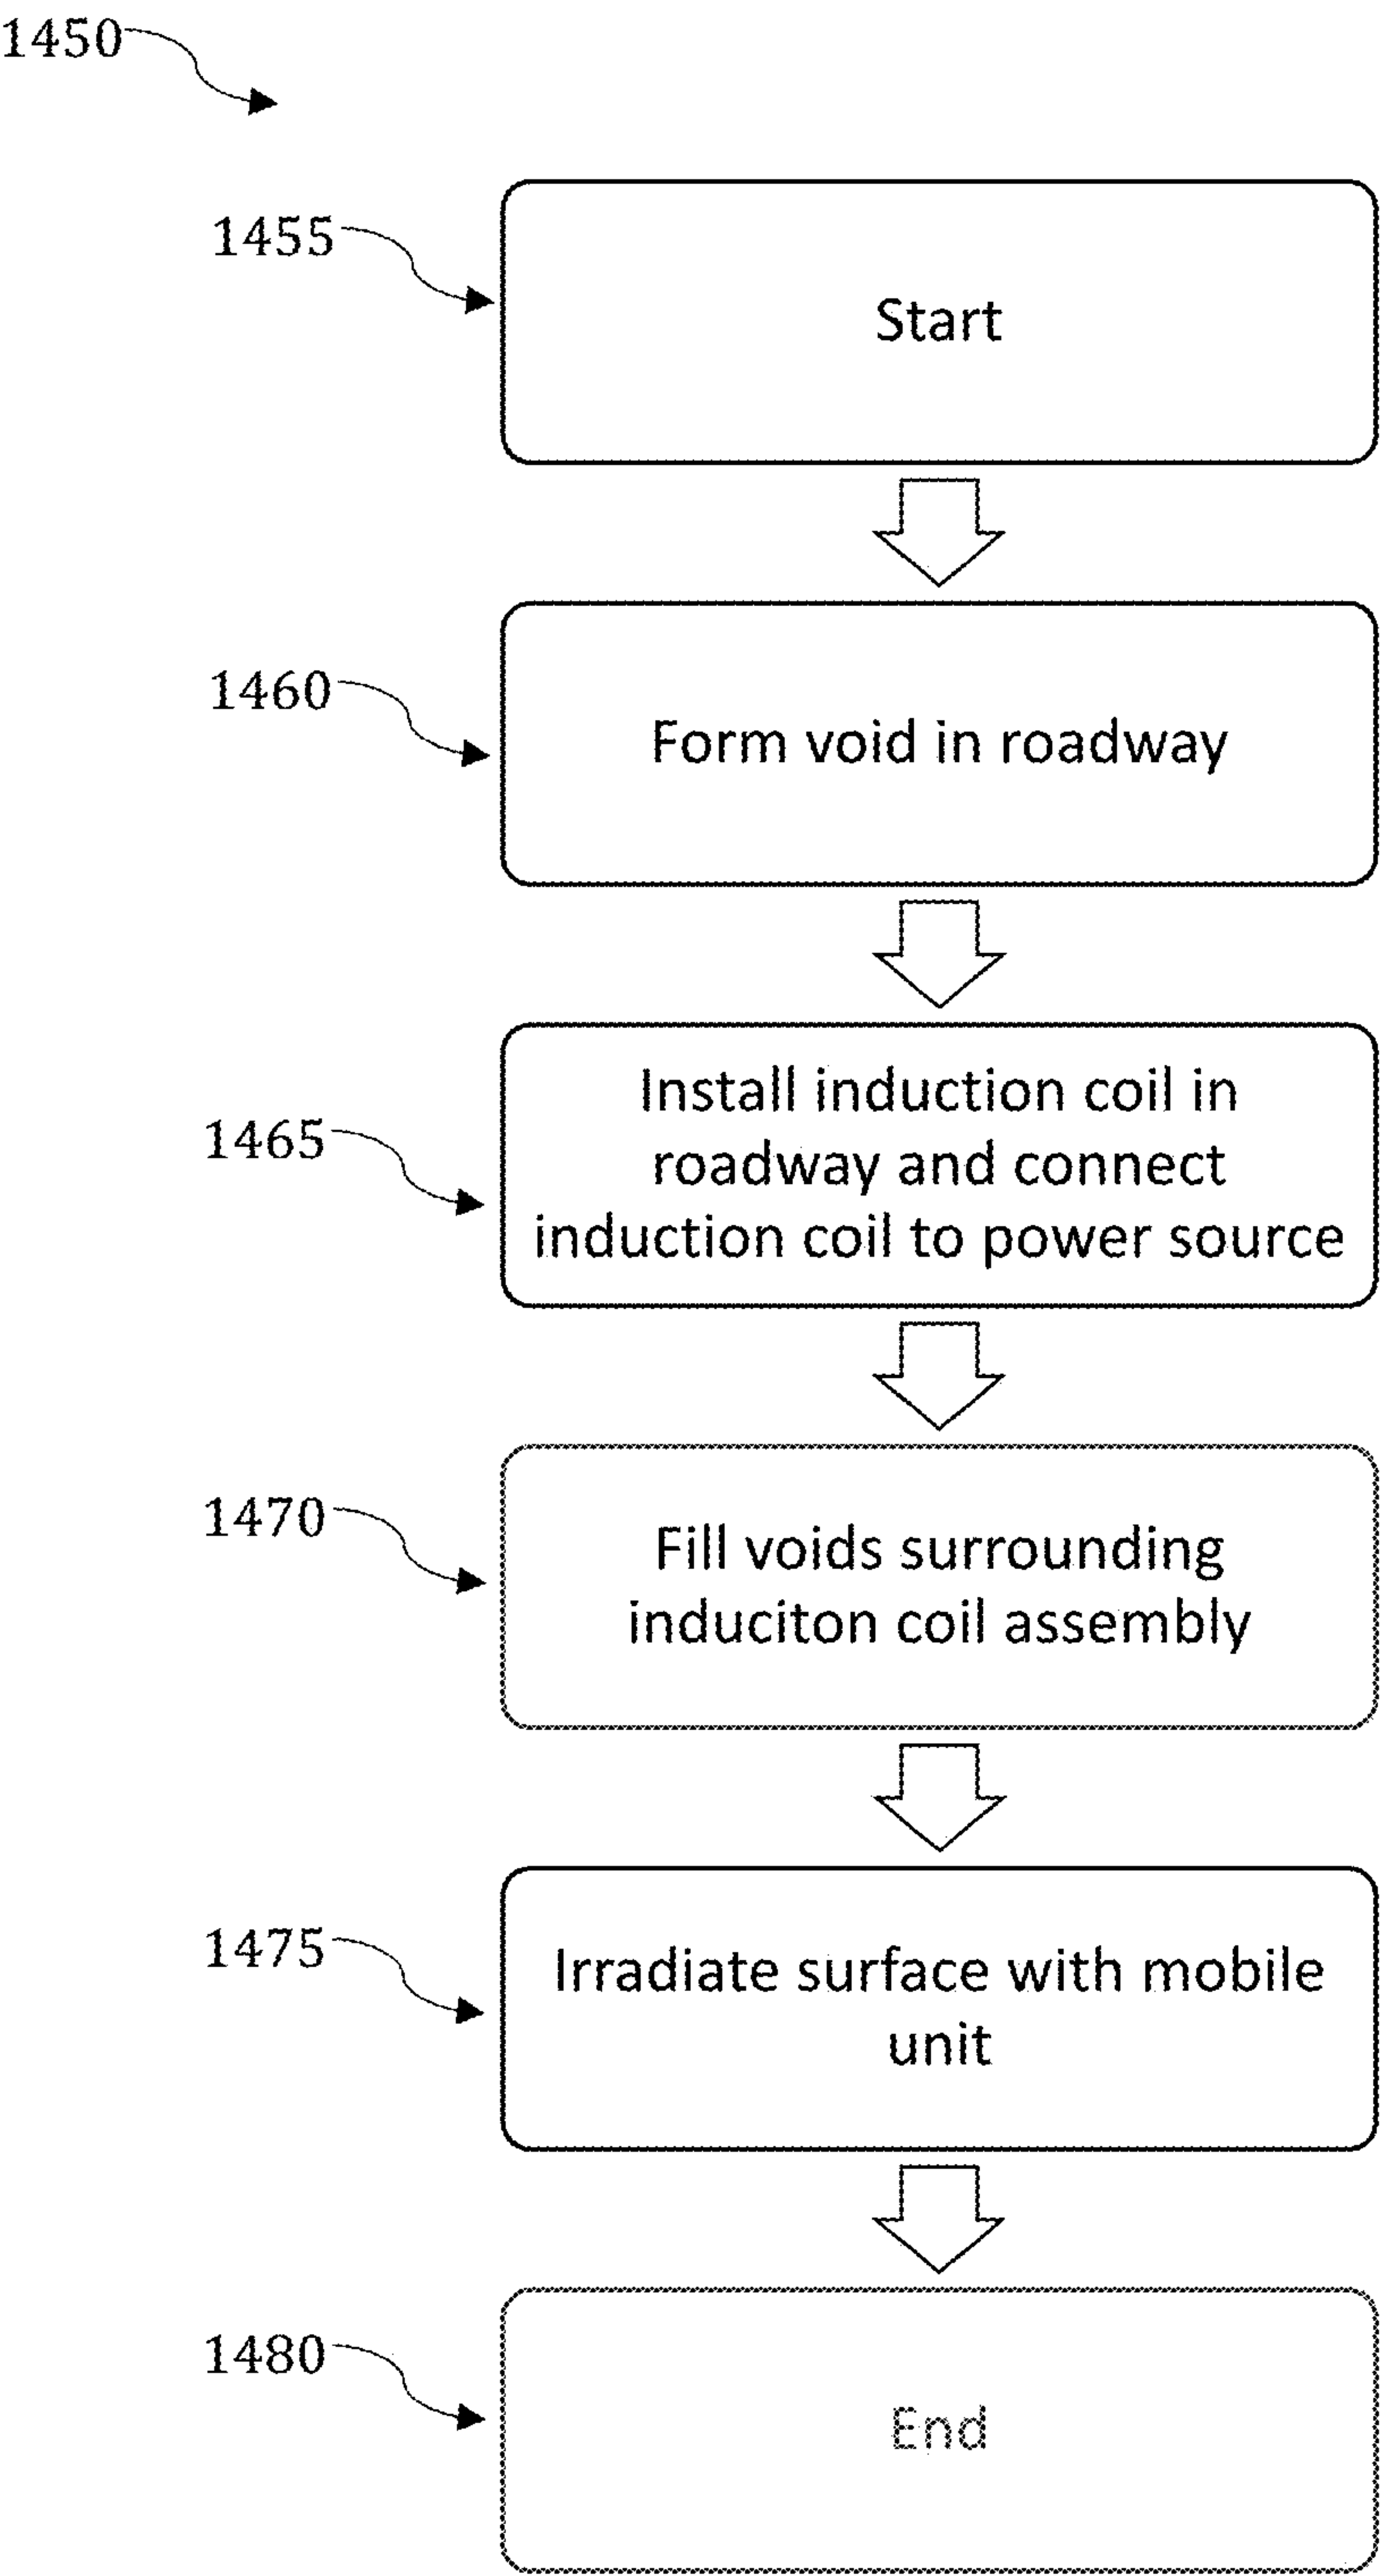 1450
1455
Start
1460
Form void in roadway
1465
Install induction coil in
roadway and connect
induction coil to power source
1470
Fill voids surrounding
induciton coil assembly
1475
Irradiate surface with mobile
unit
1480
End